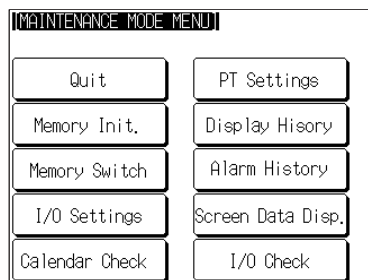 [MAINTENANCE MODE MENU]
Quit
PT Settings
Memory Init.
Display Hisory
Memory Switch
Alarm History
I/O Settings
Screen Data Disp.
Calendar Check
I/O Check